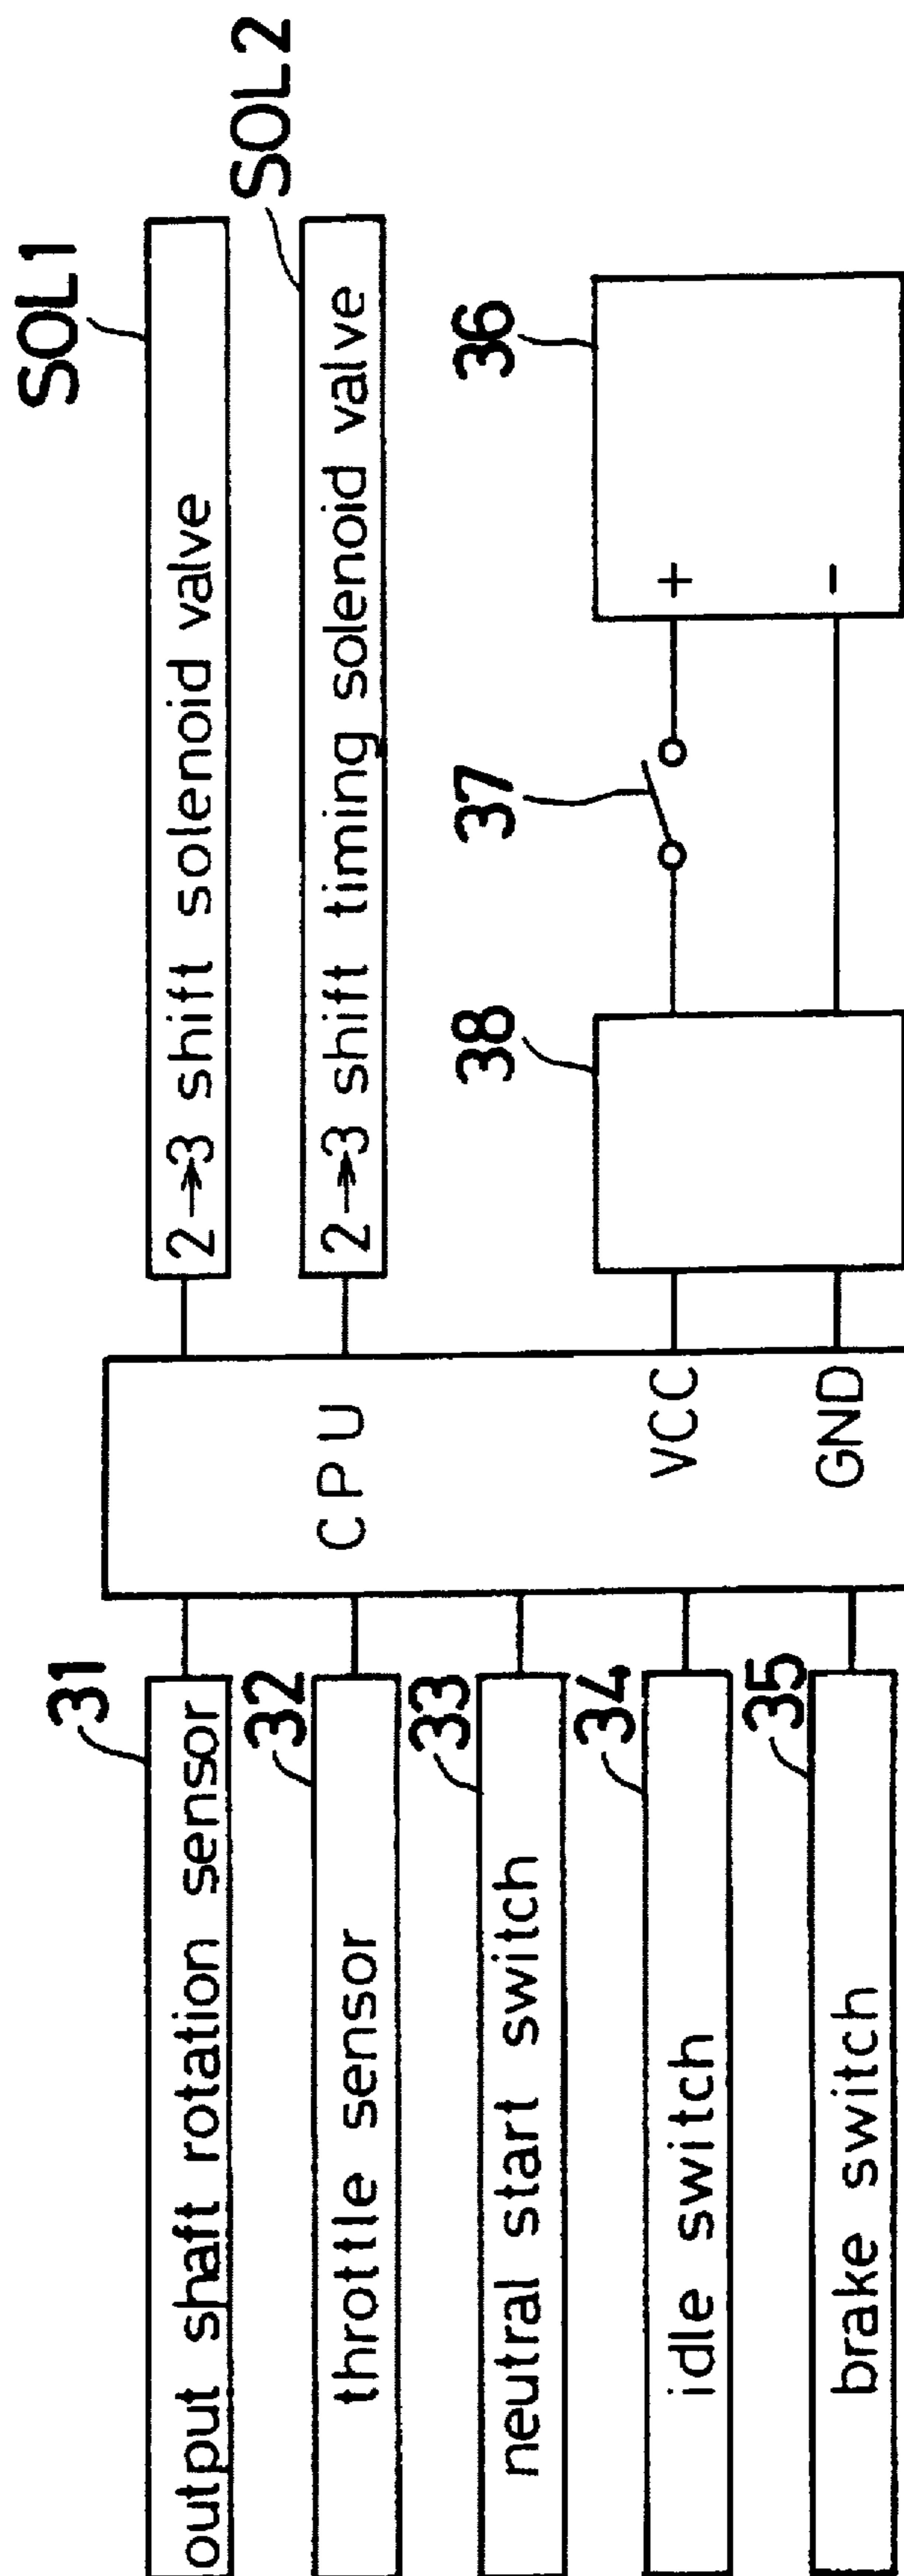 31
output shaft rotation sensor
32
throttle sensor
33
neutral start switch
34
idle switch
35
brake switch
CPU
VCC
GND
SOL1
2→3 shift solenoid valve
SOL2
2→3 shift timing solenoid valve
38
37
36
+
-